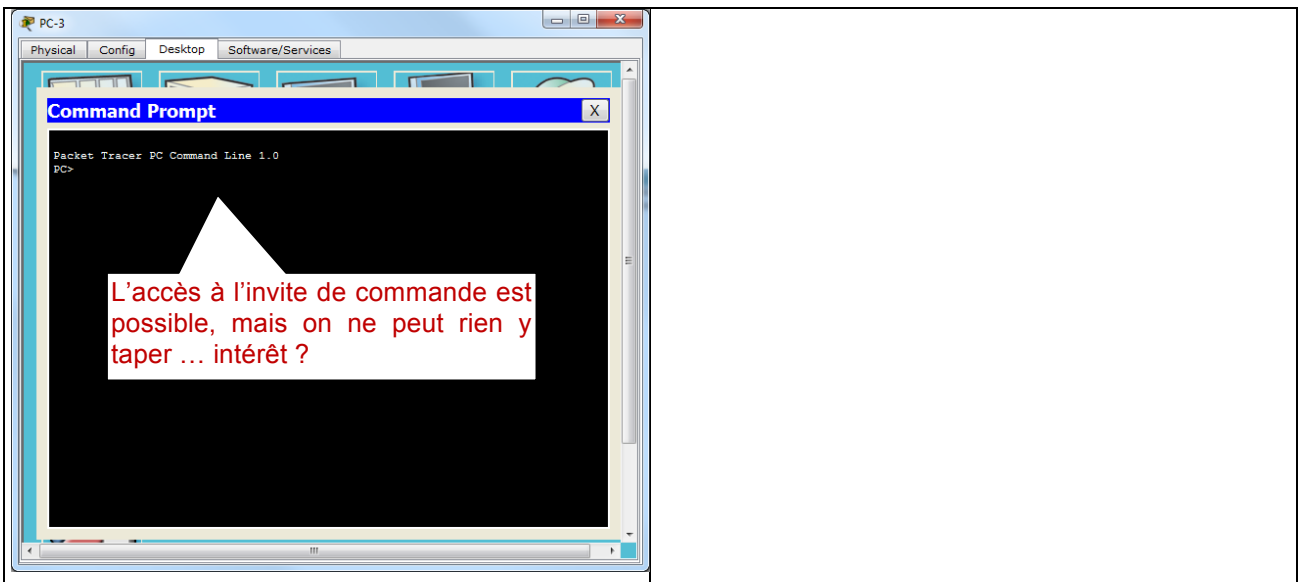 PC-3
Physical Config Desktop Software/Services
Command Prompt
X
Packet Tracer PC Command Line 1.0
PC>
L’accès à l’invite de commande est
possible, mais on ne peut rien y
taper … intérêt ?